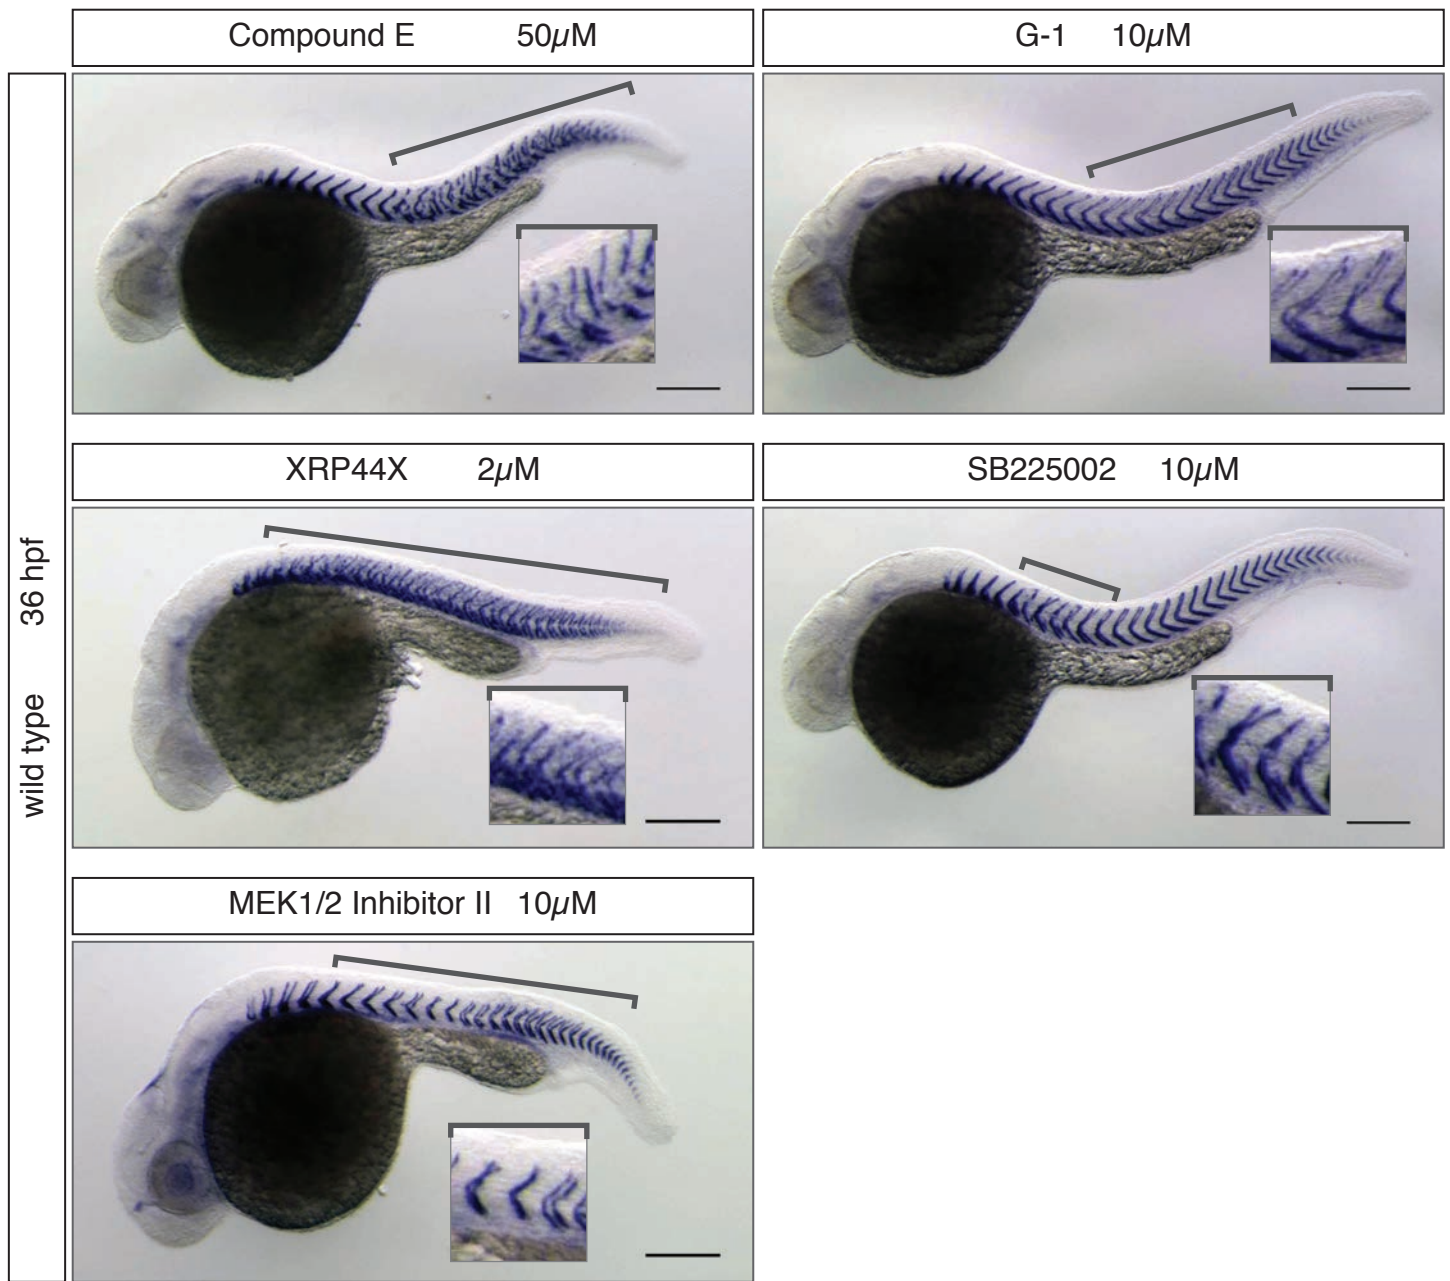 Compound E 50µM
G-1 10µM
wild type 36 hpf
XRP44X 2µM
SB225002 10µM
MEK1/2 Inhibitor II 10µM